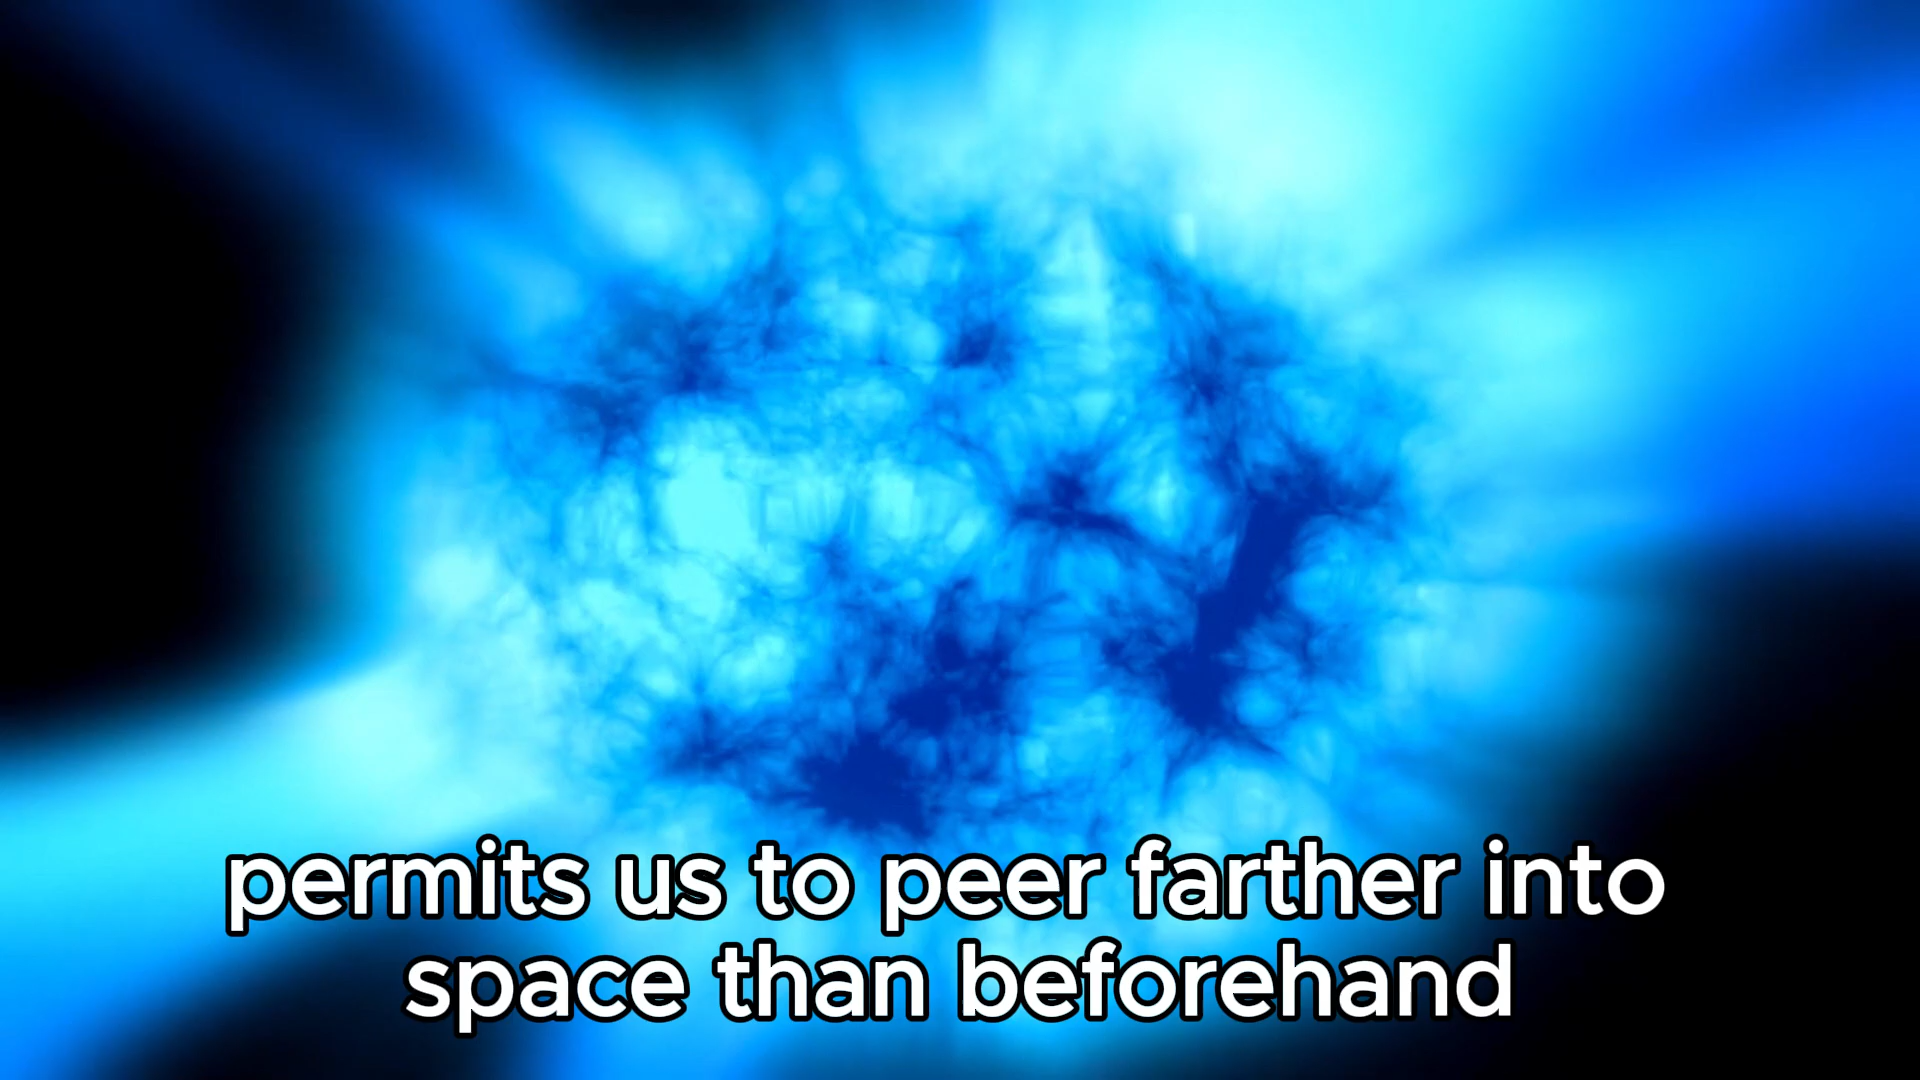 permits us to peer farther into
space than beforehand